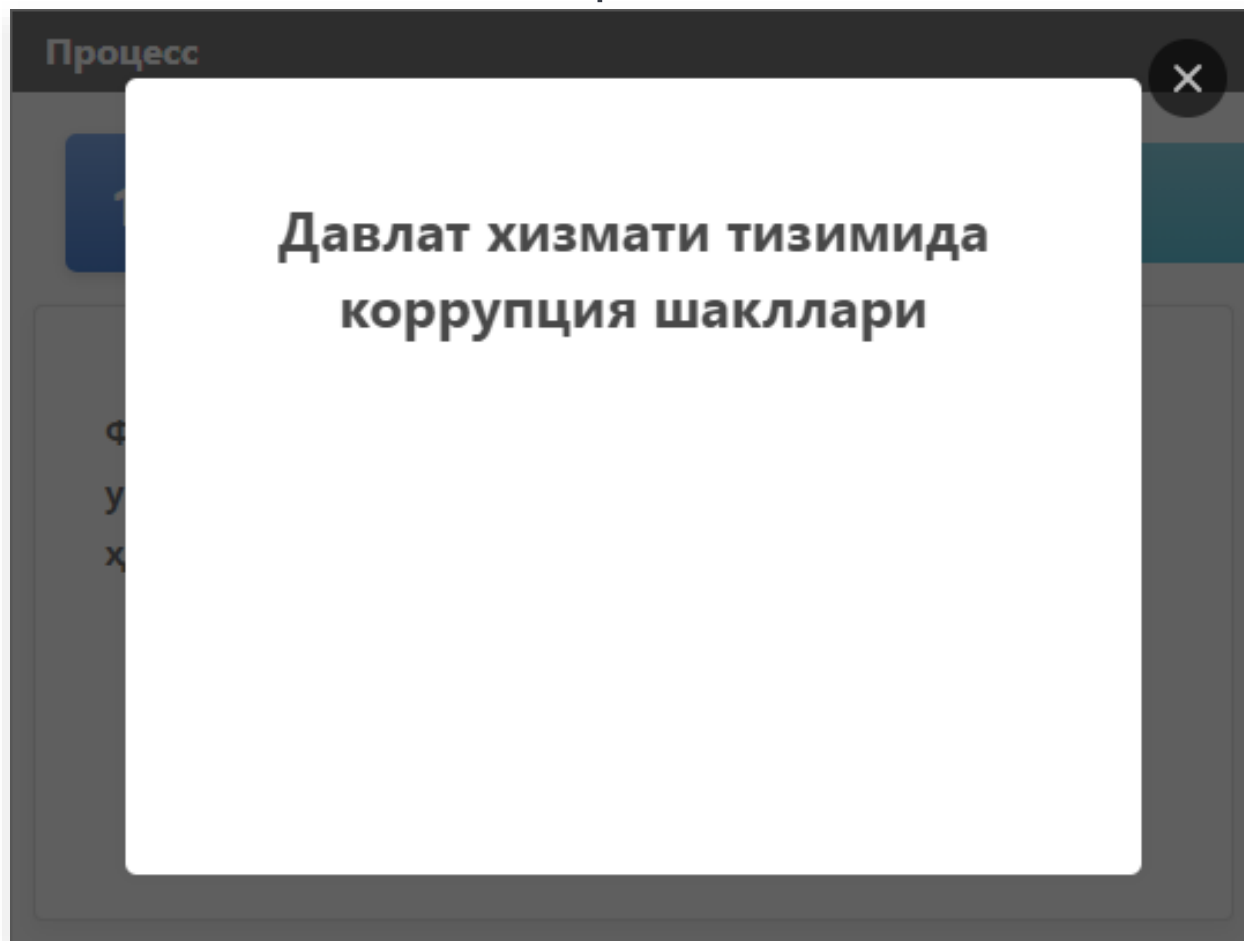 Процесс
Давлат хизмати тизимида
коррупция шакллари